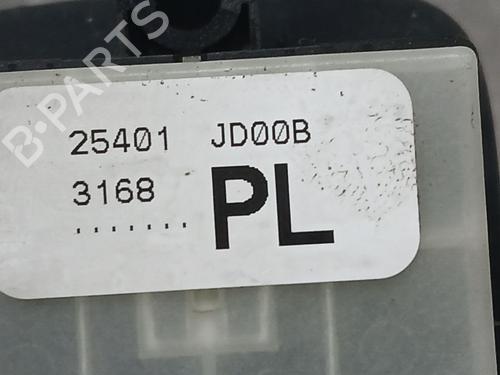 25401 JD00B
3168
.......
PL
B-PARTS